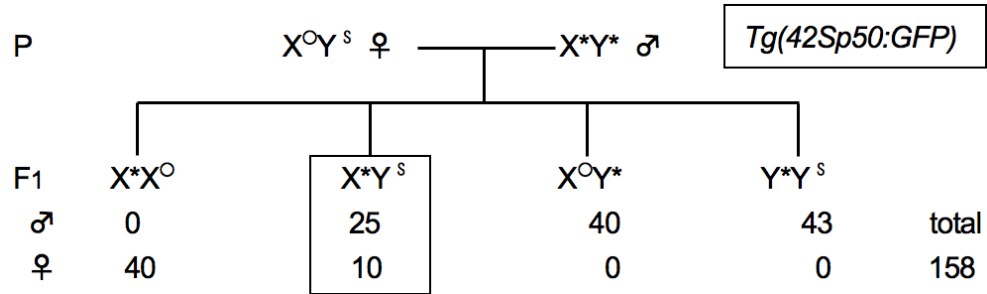 P X^O Y^S ♀ X*Y* ♂ Tg(42Sp50:GFP)
F1 X*X^O X*Y^S X^O Y* Y*Y^S
♂ 0 25 40 43 total
♀ 40 10 0 0 158